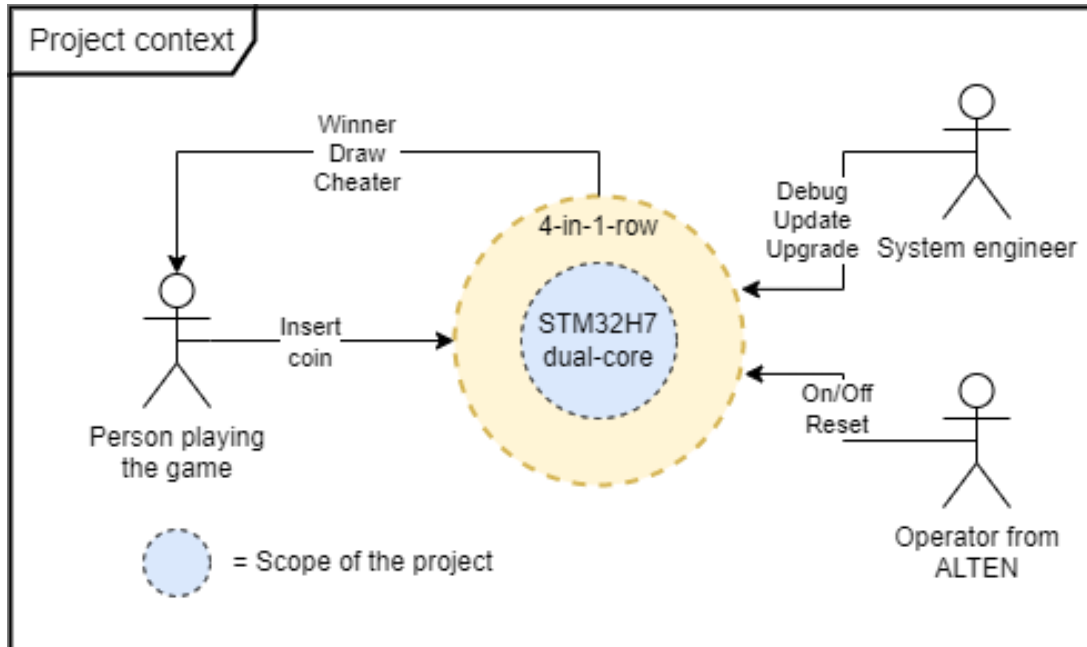 Project context
Winner
Draw
Cheater
4-in-1-row
STM32H7
dual-core
Debug
Update
Upgrade
System engineer
Insert
coin
Person playing
the game
On/Off
Reset
Operator from
ALTEN
= Scope of the project